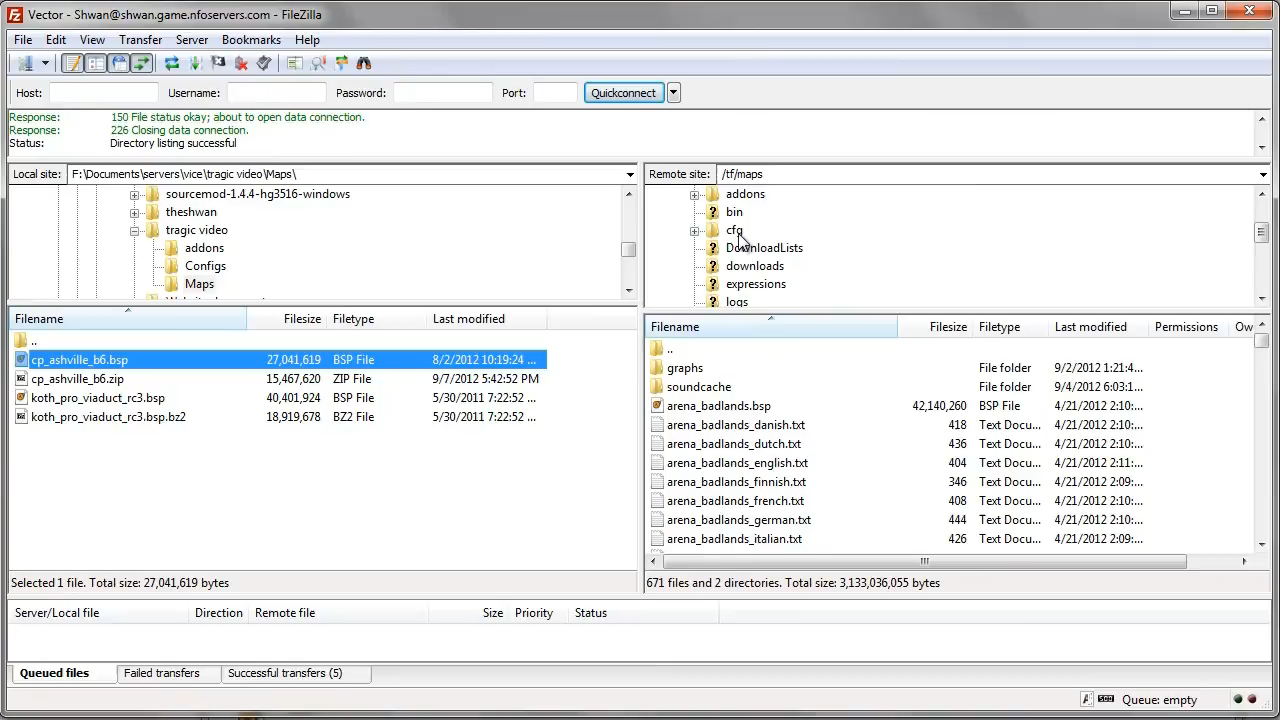 Vector - Shwan@shwan.game.nfoservers.com - FileZilla
File Edit View Transfer Server Bookmarks Help
Host: Username: Password: Port: Quickconnect
Response: 150 File status okay; about to open data connection.
Response: 226 Closing data connection.
Status: Directory listing successful
Local site: F:\Documents\servers\vice\tragic video\Maps\
sourcemod-1.4.4-hg3516-windows
theshwan
tragic video
addons
Configs
Maps
Filename Filesize Filetype Last modified
..
cp_ashville_b6.bsp 27,041,619 BSP File 8/2/2012 10:19:24 ...
cp_ashville_b6.zip 15,467,620 ZIP File 9/7/2012 5:42:52 PM
koth_pro_viaduct_rc3.bsp 40,401,924 BSP File 5/30/2011 7:22:52 ...
koth_pro_viaduct_rc3.bsp.bz2 18,919,678 BZ2 File 5/30/2011 7:22:52 ...
Selected 1 file. Total size: 27,041,619 bytes
Remote site: /tf/maps
addons
bin
cfg
DownloadLists
downloads
expressions
logs
Filename Filesize Filetype Last modified Permissions Ow
..
graphs File folder 9/2/2012 1:21:4...
soundcache File folder 9/4/2012 6:03:1...
arena_badlands.bsp 42,140,260 BSP File 4/21/2012 2:10:...
arena_badlands_danish.txt 418 Text Docu... 4/21/2012 2:10:...
arena_badlands_dutch.txt 436 Text Docu... 4/21/2012 2:10:...
arena_badlands_english.txt 404 Text Docu... 4/21/2012 2:11:...
arena_badlands_finnish.txt 346 Text Docu... 4/21/2012 2:09:...
arena_badlands_french.txt 408 Text Docu... 4/21/2012 2:10:...
arena_badlands_german.txt 444 Text Docu... 4/21/2012 2:10:...
arena_badlands_italian.txt 426 Text Docu... 4/21/2012 2:09:...
671 files and 2 directories. Total size: 3,133,036,055 bytes
Server/Local file Direction Remote file Size Priority Status
Queued files Failed transfers Successful transfers (5)
Queue: empty